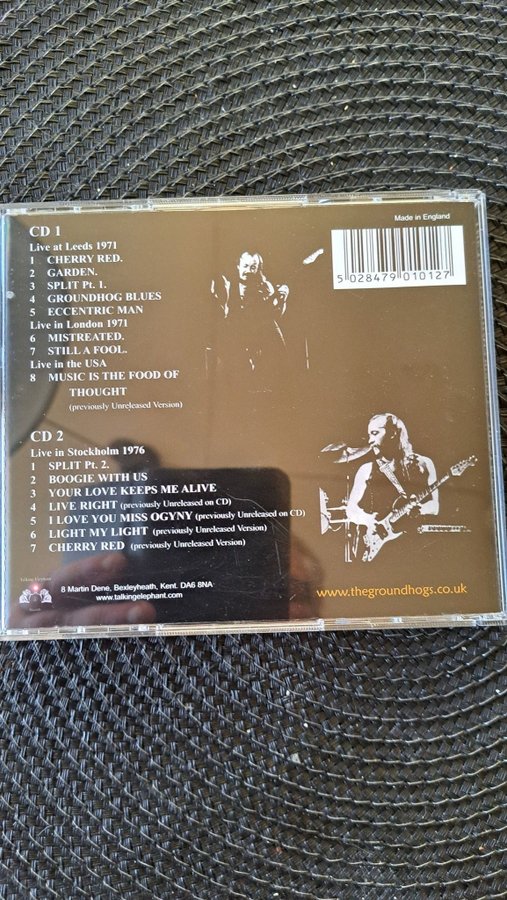 Made in England
5 028479 010127
CD 1
Live at Leeds 1971
1 CHERRY RED.
2 GARDEN.
3 SPLIT Pt. 1.
4 GROUNDHOG BLUES
5 ECCENTRIC MAN
Live in London 1971
6 MISTREATED.
7 STILL A FOOL.
Live in the USA
8 MUSIC IS THE FOOD OF
THOUGHT
(previously Unreleased Version)
CD 2
Live in Stockholm 1976
1 SPLIT Pt. 2.
2 BOOGIE WITH US
3 YOUR LOVE KEEPS ME ALIVE
4 LIVE RIGHT (previously Unreleased on CD)
5 I LOVE YOU MISS OGYNY (previously Unreleased on CD)
6 LIGHT MY LIGHT (previously Unreleased Version)
7 CHERRY RED (previously Unreleased Version)
Talking Elephant
8 Martin Dene, Bexleyheath, Kent. DA6 8NA
www.talkingelephant.com
www.thegroundhogs.co.uk